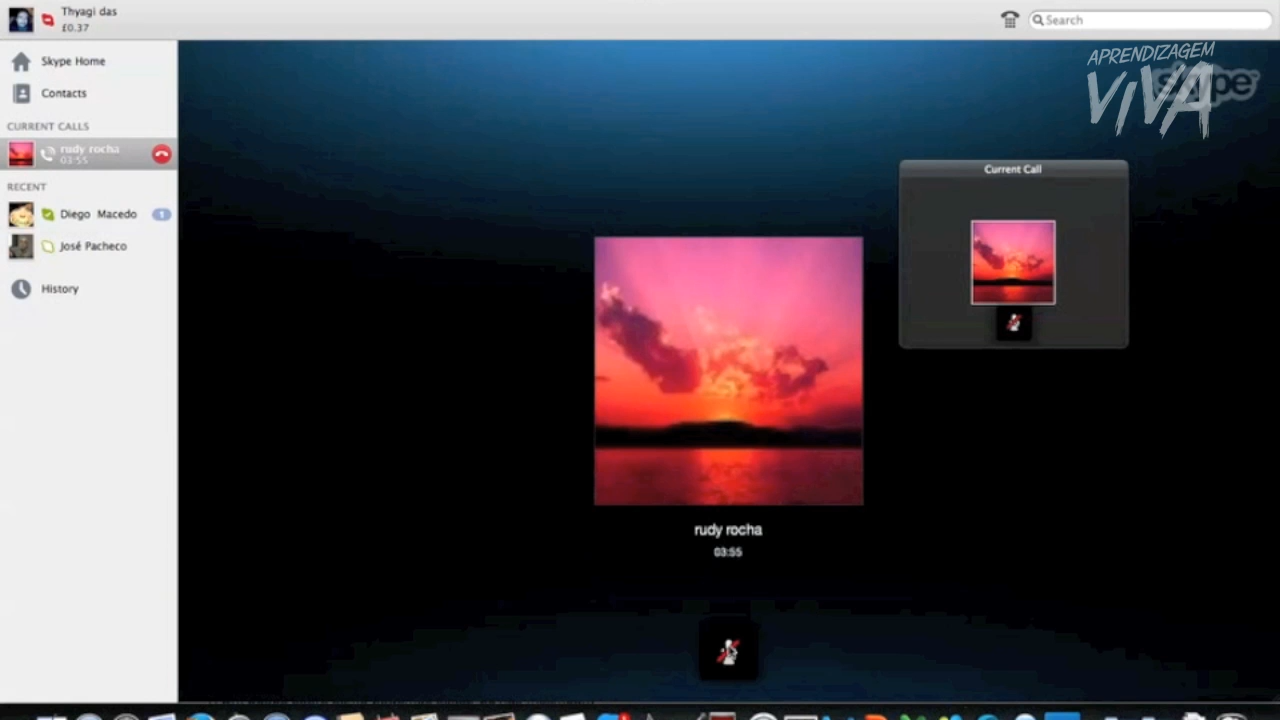 Thyagi das
£0.37
Search
Skype Home
Contacts
CURRENT CALLS
rudy rocha
03:55
RECENT
Diego Macedo
1
José Pacheco
History
APRENDIZAGEM
VIVA
skype
Current Call
rudy rocha
03:55